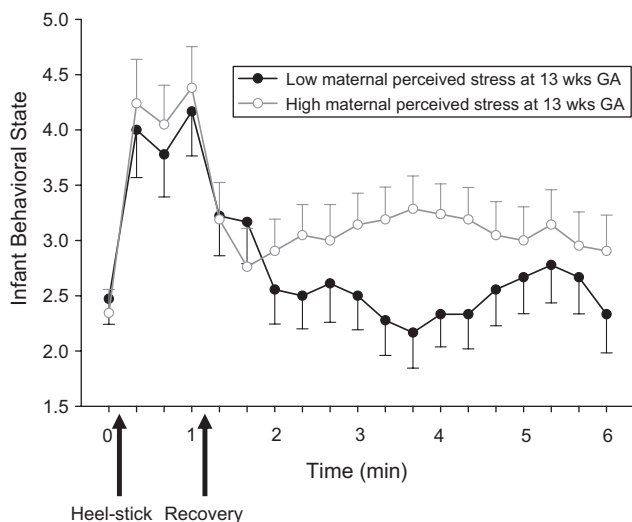 5.0
4.5
4.0
3.5
3.0
2.5
2.0
1.5
Infant Behavioral State
Low maternal perceived stress at 13 wks GA
High maternal perceived stress at 13 wks GA
0 1 2 3 4 5 6
Time (min)
Heel-stick Recovery